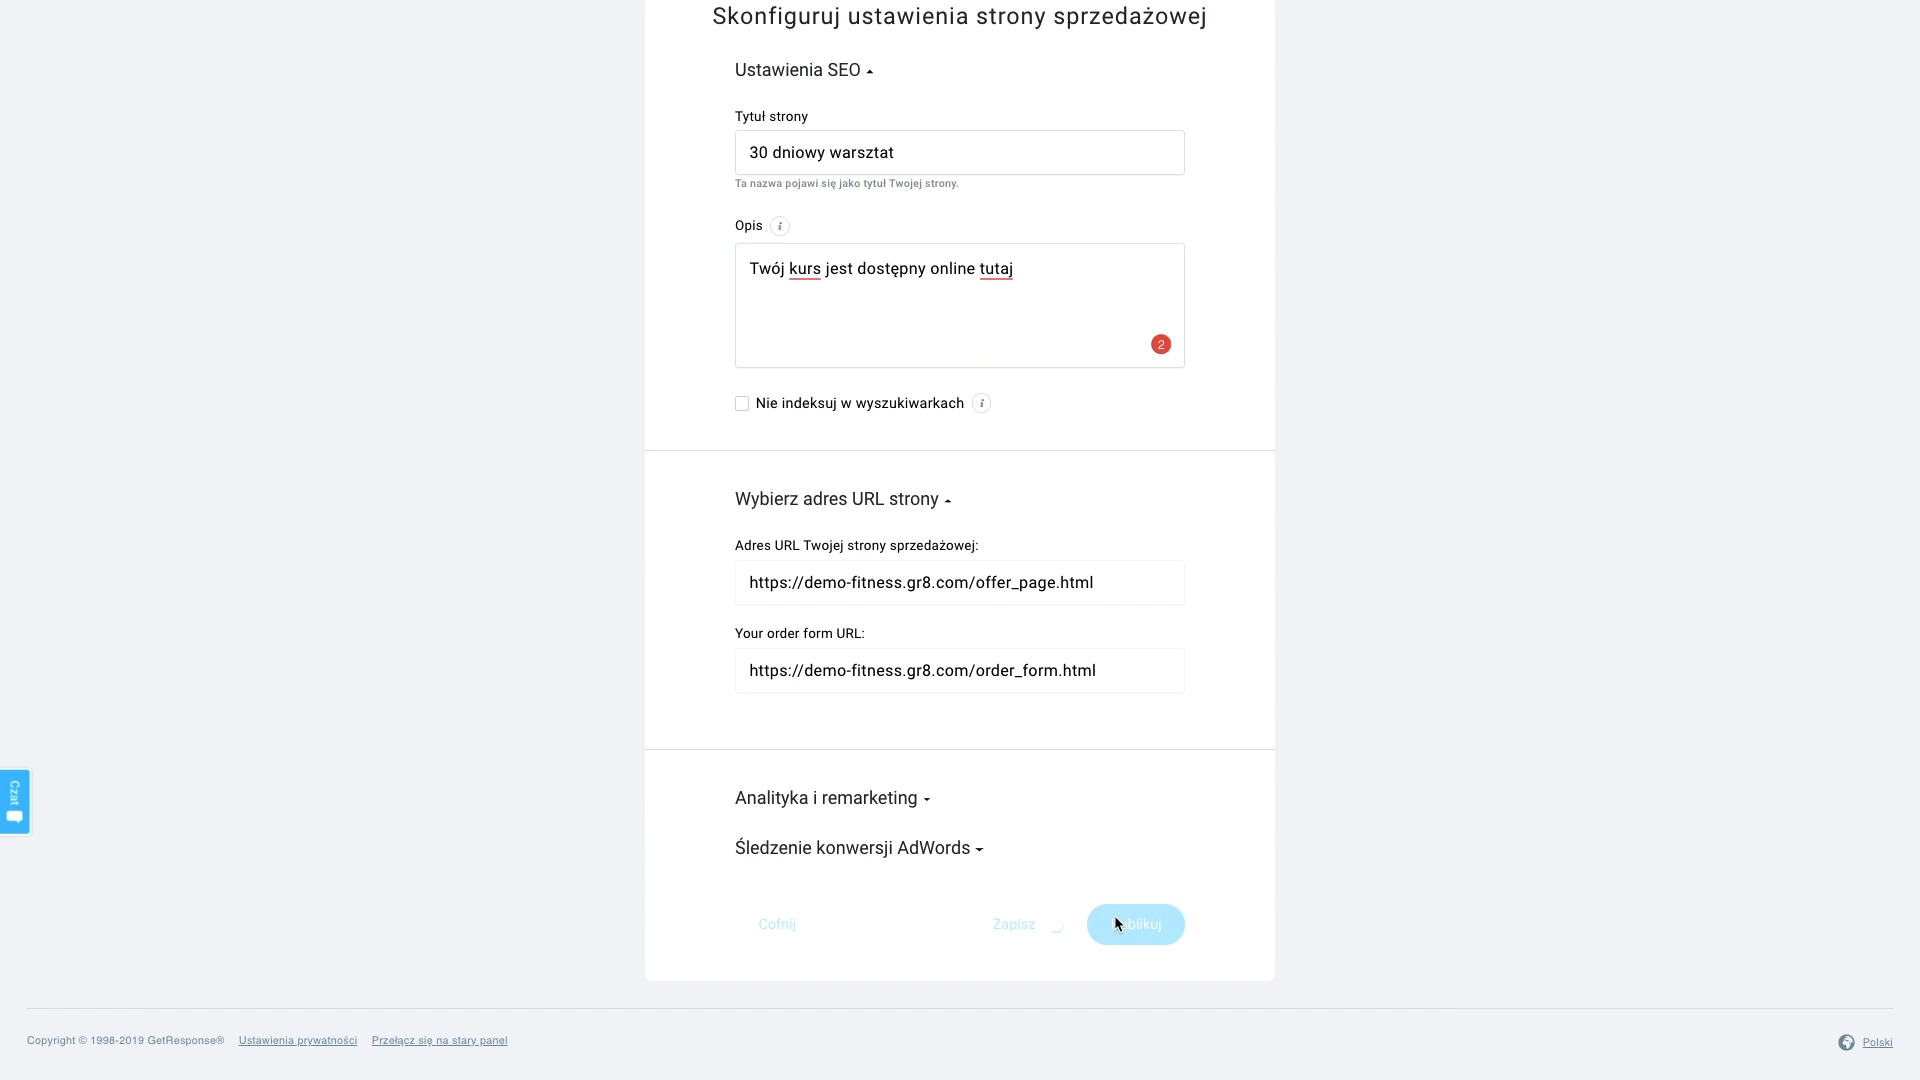 Skonfiguruj ustawienia strony sprzedażowej
Ustawienia SEO
Tytuł strony
30 dniowy warsztat
Ta nazwa pojawi się jako tytuł Twojej strony.
Opis i
Twój kurs jest dostępny online tutaj
2
Nie indeksuj w wyszukiwarkach i
Wybierz adres URL strony
Adres URL Twojej strony sprzedażowej:
https://demo-fitness.gr8.com/offer_page.html
Your order form URL:
https://demo-fitness.gr8.com/order_form.html
Czat
Analityka i remarketing
Śledzenie konwersji AdWords
Cofnij Zapisz Publikuj
Copyright © 1998-2019 GetResponse® Ustawienia prywatności Przełącz się na stary panel Polski